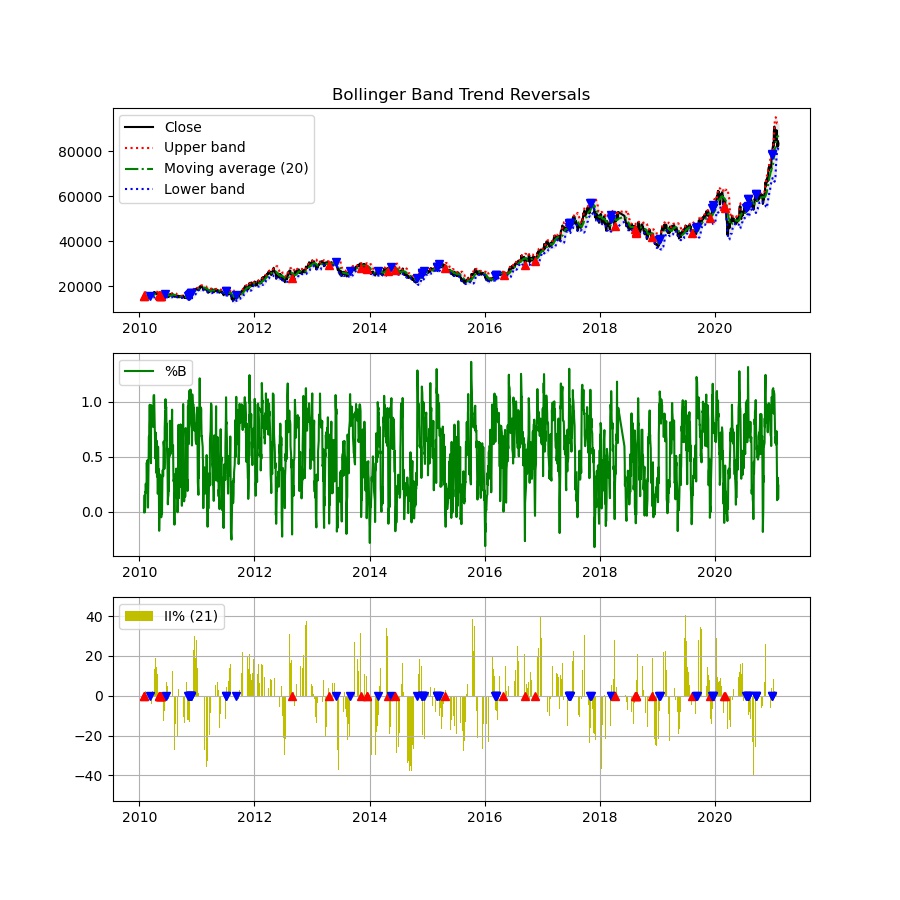 Bollinger Band Trend Reversals
Close
Upper band
Moving average (20)
Lower band
80000
60000
40000
20000
2010 2012 2014 2016 2018 2020
%B
1.0
0.5
0.0
2010 2012 2014 2016 2018 2020
II% (21)
40
20
0
−20
−40
2010 2012 2014 2016 2018 2020